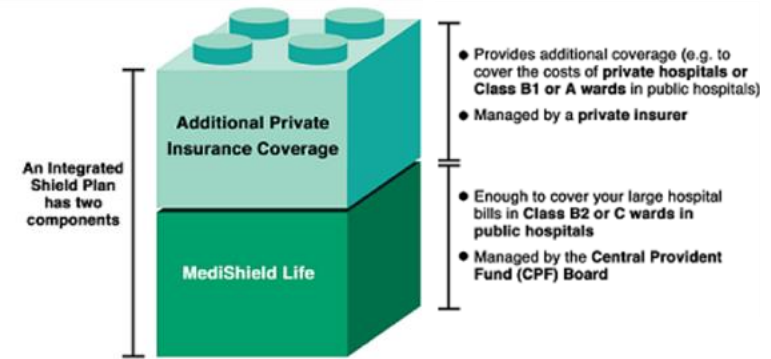 An Integrated
Shield Plan
has two
components
Additional Private
Insurance Coverage
MediShield Life
● Provides additional coverage (e.g. to
cover the costs of private hospitals or
Class B1 or A wards in public hospitals)
● Managed by a private insurer
● Enough to cover your large hospital
bills in Class B2 or C wards in
public hospitals
● Managed by the Central Provident
Fund (CPF) Board